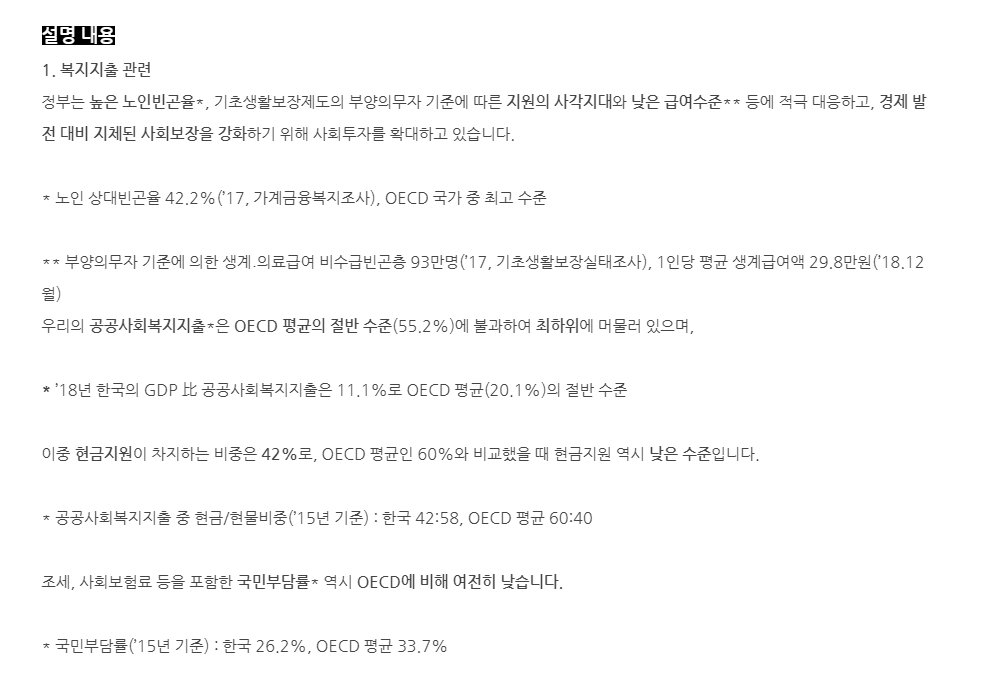 설명 내용
1. 복지지출 관련
정부는 높은 노인빈곤율*, 기초생활보장제도의 부양의무자 기준에 따른 지원의 사각지대와 낮은 급여수준** 등에 적극 대응하고, 경제 발
전 대비 지체된 사회보장을 강화하기 위해 사회투자를 확대하고 있습니다.
* 노인 상대빈곤율 42.2%(’17, 가계금융복지조사), OECD 국가 중 최고 수준
** 부양의무자 기준에 의한 생계.의료급여 비수급빈곤층 93만명(’17, 기초생활보장실태조사), 1인당 평균 생계급여액 29.8만원(’18.12
월)
우리의 공공사회복지지출*은 OECD 평균의 절반 수준(55.2%)에 불과하여 최하위에 머물러 있으며,
* ’18년 한국의 GDP 比 공공사회복지지출은 11.1%로 OECD 평균(20.1%)의 절반 수준
이중 현금지원이 차지하는 비중은 42%로, OECD 평균인 60%와 비교했을 때 현금지원 역시 낮은 수준입니다.
* 공공사회복지지출 중 현금/현물비중(’15년 기준) : 한국 42:58, OECD 평균 60:40
조세, 사회보험료 등을 포함한 국민부담률* 역시 OECD에 비해 여전히 낮습니다.
* 국민부담률(’15년 기준) : 한국 26.2%, OECD 평균 33.7%